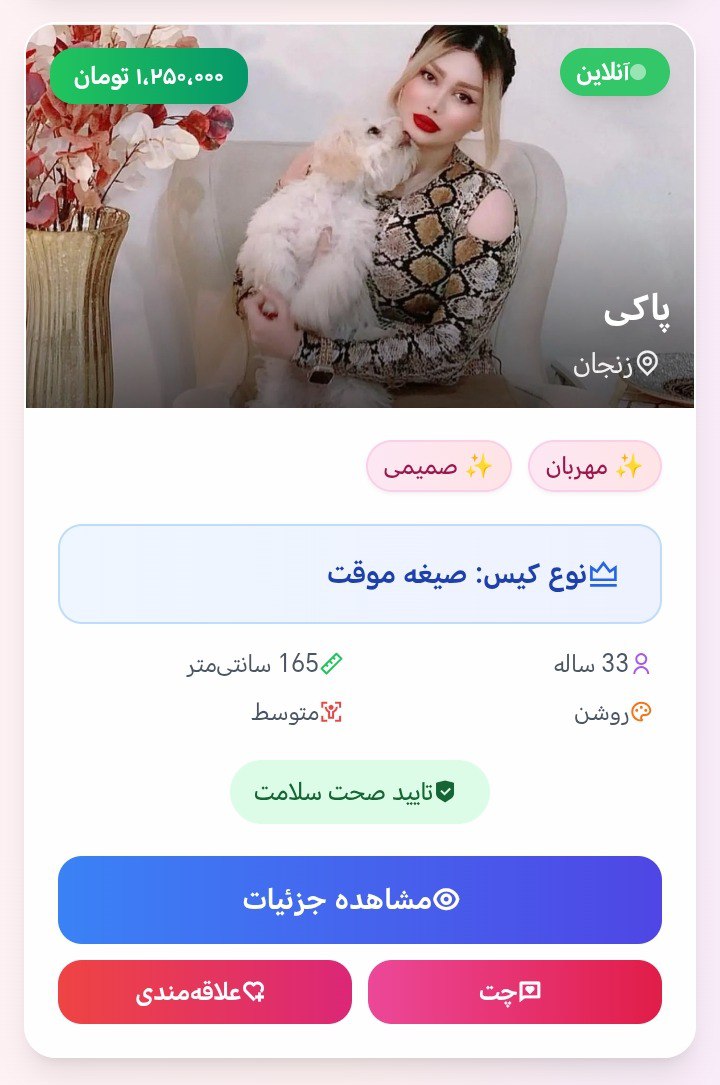 آنلاین
۱,۲۵۰,۰۰۰ تومان
پاکی
زنجان
✨ مهربان
✨ صمیمی
نوع کیس: صیغه موقت
33 ساله
165 سانتی‌متر
روشن
متوسط
تایید صحت سلامت
مشاهده جزئیات
چت
علاقه‌مندی